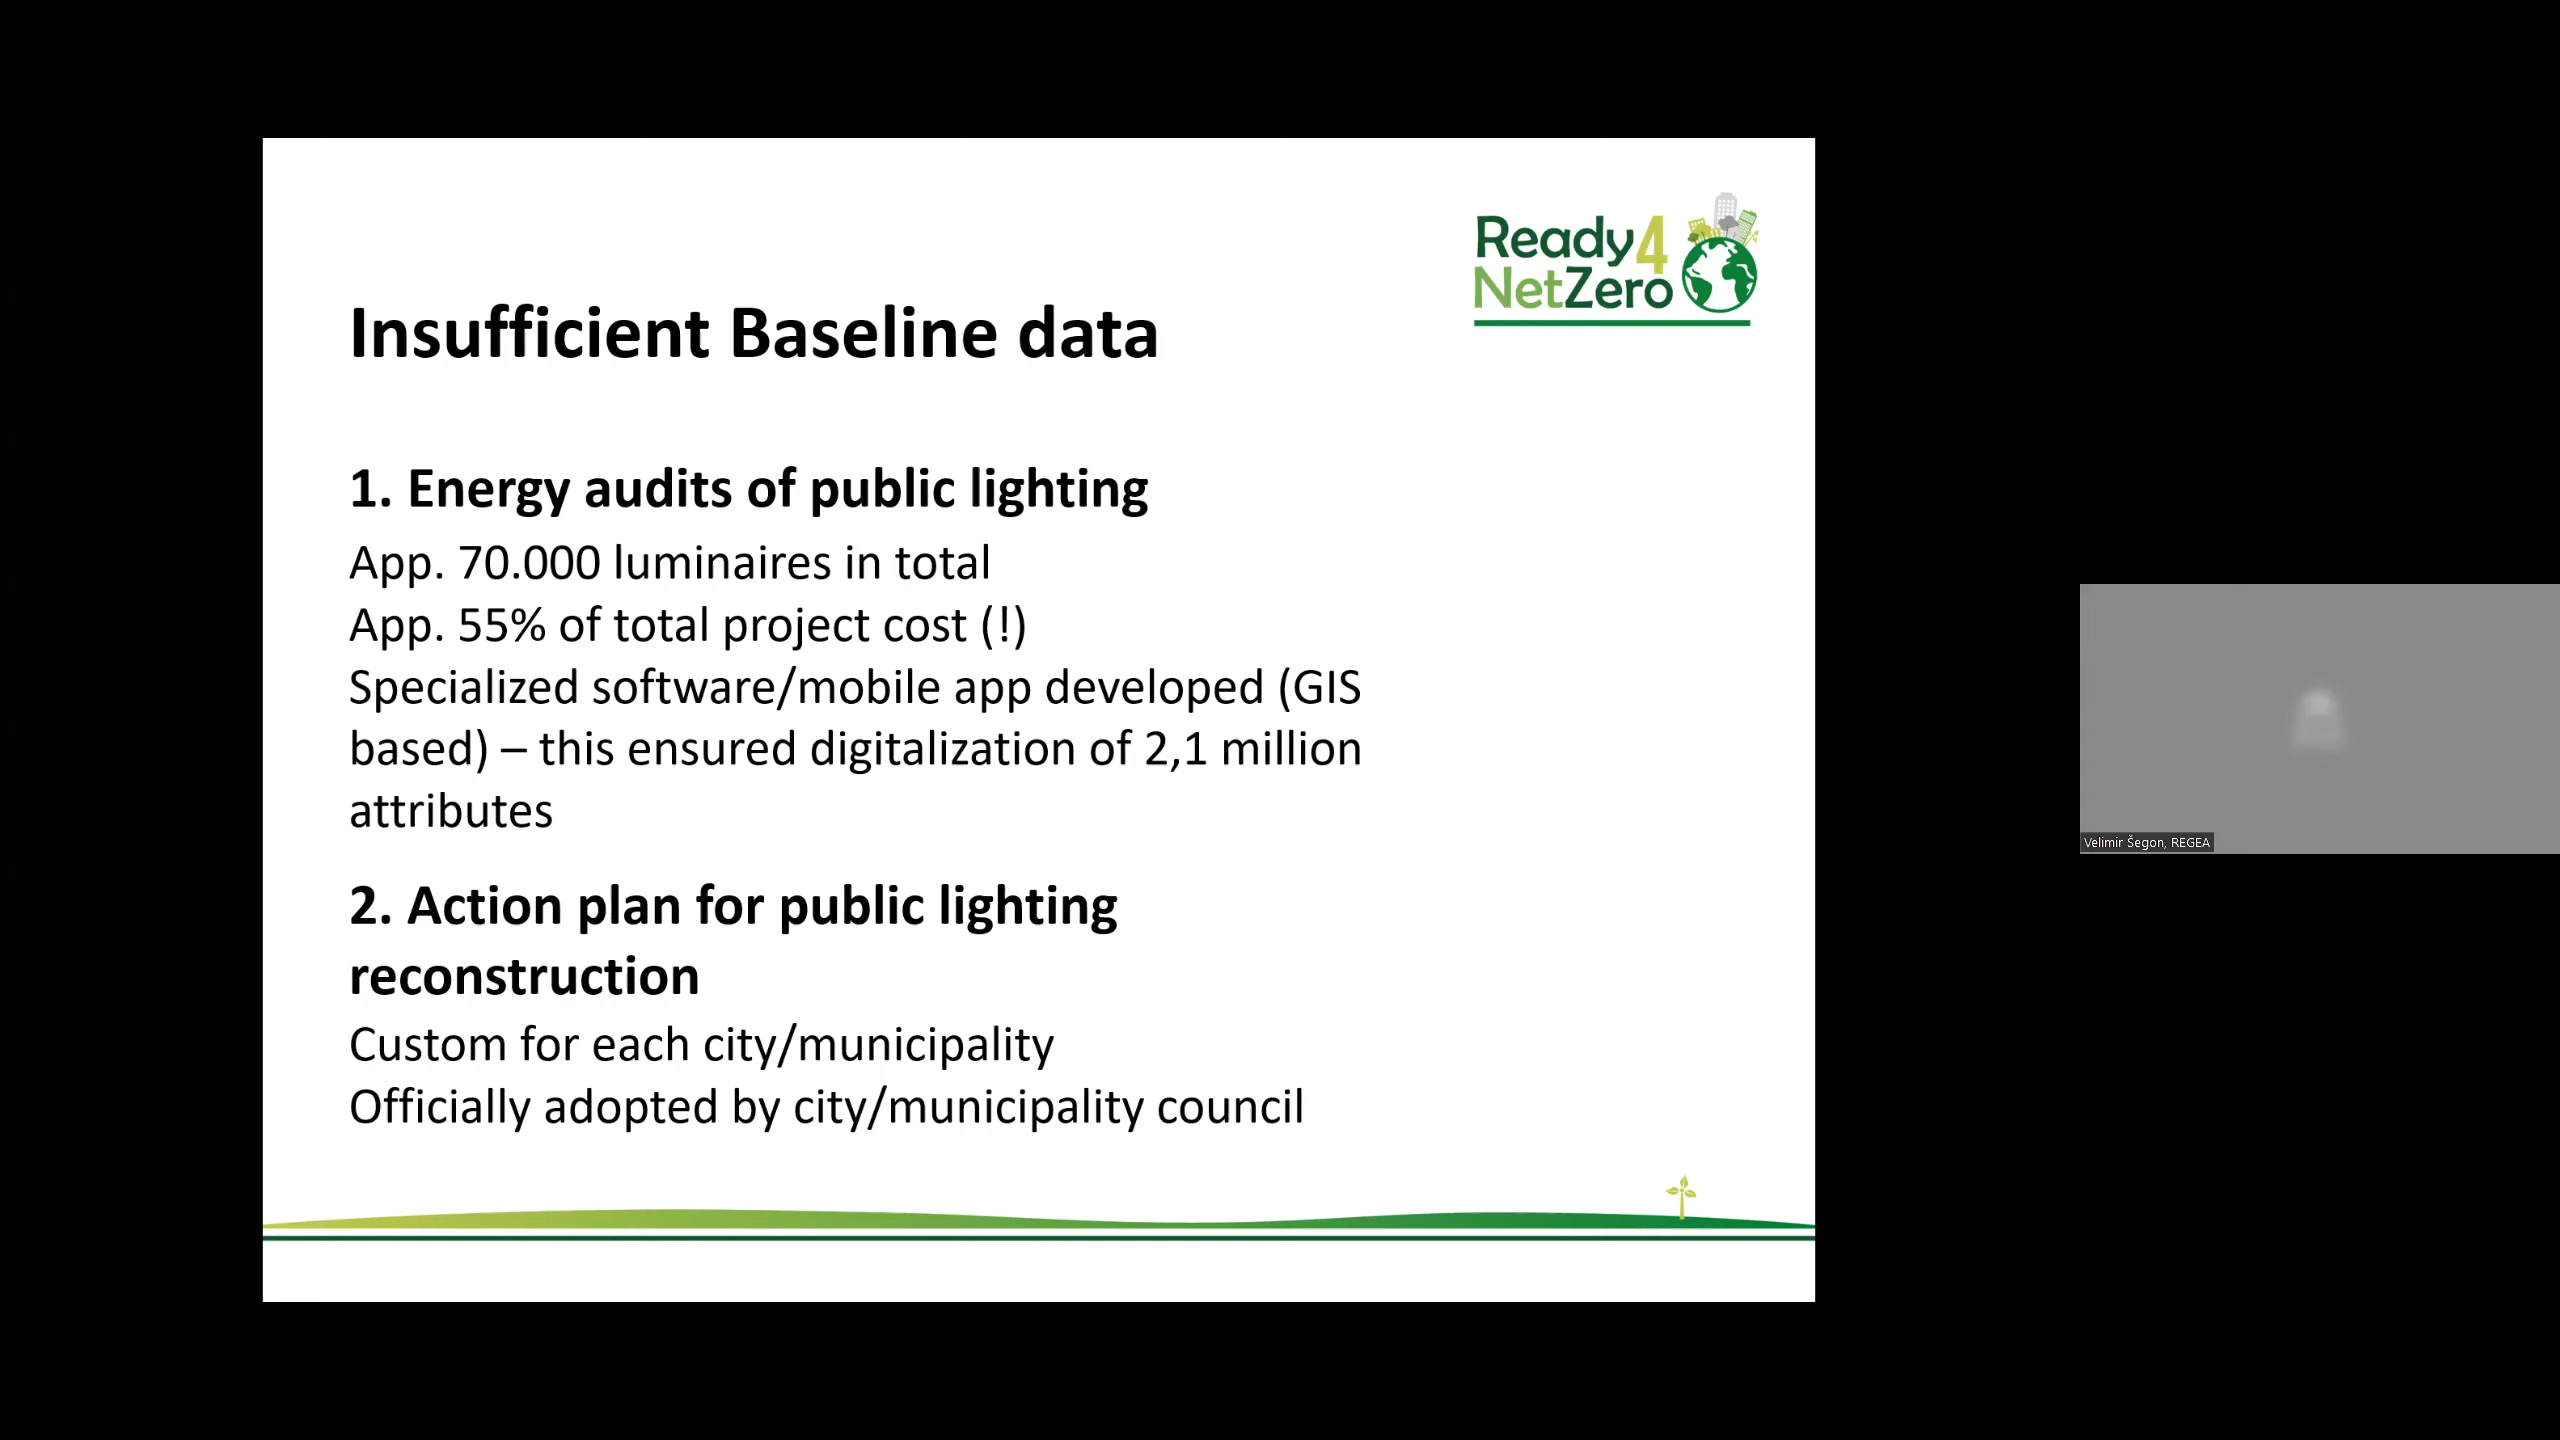 Ready4
NetZero
Insufficient Baseline data
1. Energy audits of public lighting
App. 70.000 luminaires in total
App. 55% of total project cost (!)
Specialized software/mobile app developed (GIS
based) – this ensured digitalization of 2,1 million
attributes
2. Action plan for public lighting
reconstruction
Custom for each city/municipality
Officially adopted by city/municipality council
Velimir Šegon, REGEA